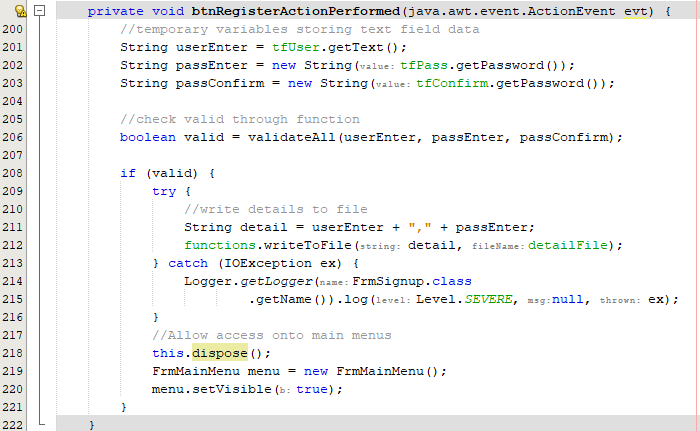 private void btnRegisterActionPerformed(java.awt.event.ActionEvent evt) {
200 //temporary variables storing text field data
201 String userEnter = tfUser.getText();
202 String passEnter = new String(value: tfPass.getPassword());
203 String passConfirm = new String(value: tfConfirm.getPassword());
204
205 //check valid through function
206 boolean valid = validateAll(userEnter, passEnter, passConfirm);
207
208 if (valid) {
209 try {
210 //write details to file
211 String detail = userEnter + "," + passEnter;
212 functions.writeToFile(string: detail, fileName: detailFile);
213 } catch (IOException ex) {
214 Logger.getLogger(name: FrmSignup.class
215 .getName()).log(level: Level.SEVERE, msg: null, thrown: ex);
216 }
217 //Allow access onto main menus
218 this.dispose();
219 FrmMainMenu menu = new FrmMainMenu();
220 menu.setVisible(b: true);
221 }
222 }